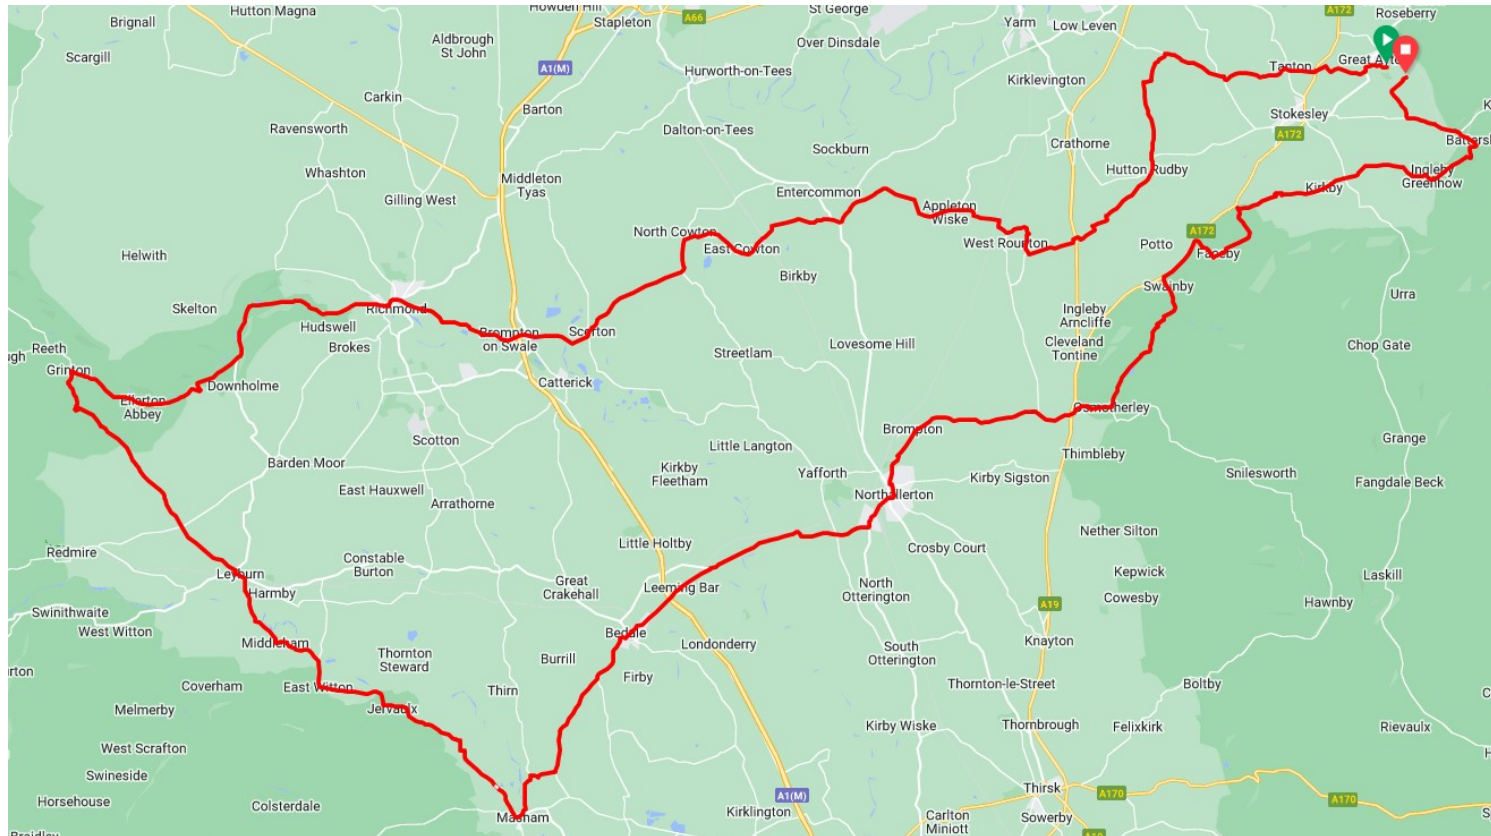 Howden Hill
St George
A172
Roseberry
Hutton Magna
Brignall
Stapleton
A66
Yarm
Low Leven
Aldbrough
St John
Over Dinsdale
Scargill
A1(M)
Hurworth-on-Tees
Kirklevington
Tanton
Great Ayto
Carkin
Barton
Stokesley
Ravensworth
Dalton-on-Tees
A172
Crathorne
Sockburn
Battersl
Whashton
Middleton
Tyas
Hutton Rudby
Ingleby
Greenhow
Gilling West
Entercommon
Kirkby
Appleton
Wiske
North Cowton
A172
East Cowton
West Rounton
Potto
Faceby
Helwith
Birkby
Swainby
Urra
Skelton
Richmond
Ingleby
Arncliffe
Hudswell
Brompton
on Swale
Scorton
Brokes
Streetlam
Lovesome Hill
Cleveland
Tontine
Chop Gate
ugh
Reeth
Grinton
Downholme
Catterick
Ellerton
Abbey
Osmotherley
Scotton
Brompton
Grange
Little Langton
Thimbleby
Barden Moor
Kirkby
Fleetham
Yafforth
Kirby Sigston
Snilesworth
Fangdale Beck
East Hauxwell
Arrathorne
Northallerton
Nether Silton
Redmire
Little Holtby
Crosby Court
Constable
Burton
Leyburn
Harmby
Great
Crakehall
Leeming Bar
North
Otterington
Kepwick
Cowesby
Laskill
Hawnby
A19
Swinithwaite
West Witton
Middleham
Bedale
Londonderry
Knayton
Thornton
Steward
Burrill
South
Otterington
rton
Coverham
East Witton
Thirn
Firby
Thornton-le-Street
Boltby
Melmerby
Jervaulx
Kirby Wiske
Thornbrough
Felixkirk
Rievaulx
West Scrafton
Swineside
Thirsk
A170
A170
Horsehouse
Colsterdale
A1(M)
Masham
Kirklington
Carlton
Miniott
Sowerby